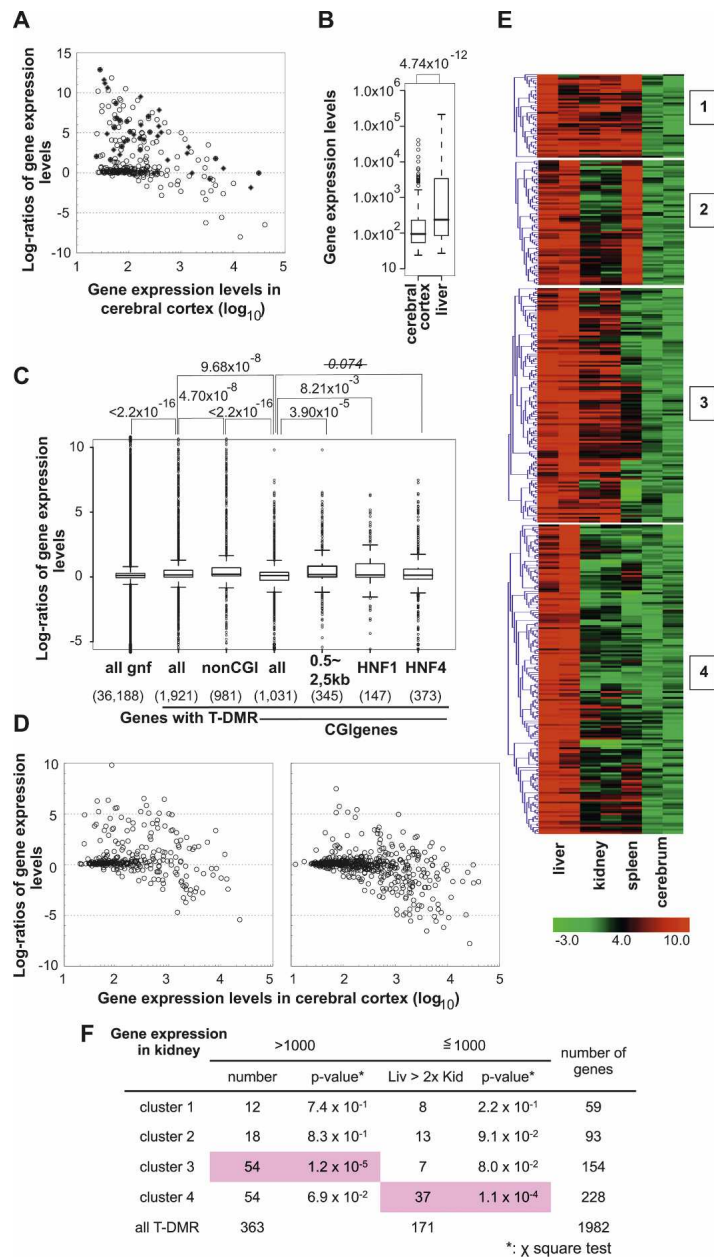 A
Log-ratios of gene expression
levels
15
10
5
0
-5
-10
1
2
3
4
5
Gene expression levels in
cerebral cortex (log10)
B
4.74x10-12
Gene expression levels
1.0x106
1.0x105
1.0x104
1.0x103
1.0x102
10
cerebral
cortex
liver
C
9.68x10-8
0.074
4.70x10-8
8.21x10-3
<2.2x10-16
<2.2x10-16
3.90x10-5
Log-ratios of gene expression
levels
10
5
0
-5
all gnf
all
nonCGI
all
0.5~
2,5kb
HNF1
HNF4
(36,188)
(1,921)
(981)
(1,031)
(345)
(147)
(373)
Genes with T-DMR
CGIgenes
D
Log-ratios of gene expression
levels
10
5
0
-5
-10
1
2
3
4
5
1
2
3
4
5
Gene expression levels in cerebral cortex (log10)
E
1
2
3
4
liver
kidney
spleen
cerebrum
-3.0
4.0
10.0
F
Gene expression
in kidney
>1000
≦1000
number of
genes
number
p-value*
Liv > 2x Kid
p-value*
cluster 1 12 7.4 x 10-1 8 2.2 x 10-1 59
cluster 2 18 8.3 x 10-1 13 9.1 x 10-2 93
cluster 3 54 1.2 x 10-5 7 8.0 x 10-2 154
cluster 4 54 6.9 x 10-2 37 1.1 x 10-4 228
all T-DMR 363 171 1982
*: χ square test